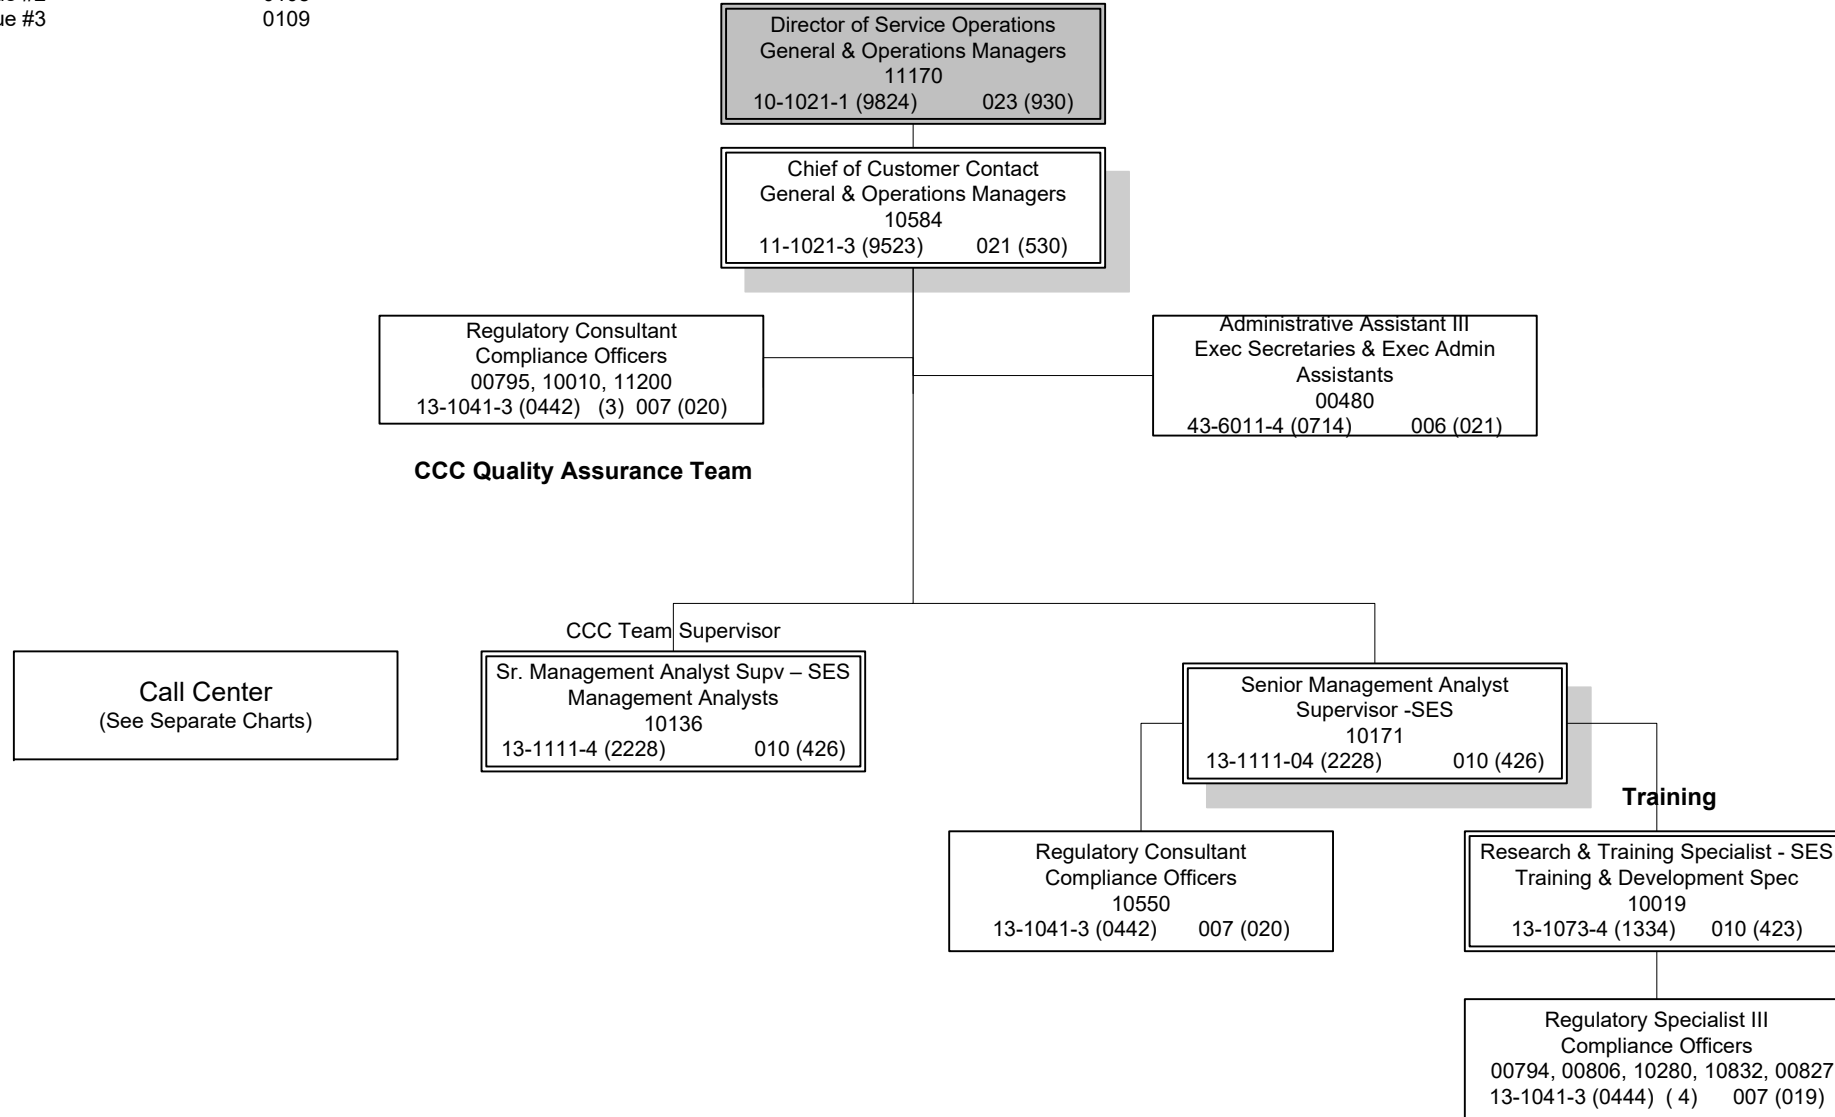 ue #3 0109
Director of Service Operations
General & Operations Managers
11170
10-1021-1 (9824) 023 (930)
Chief of Customer Contact
General & Operations Managers
10584
11-1021-3 (9523) 021 (530)
Regulatory Consultant
Compliance Officers
00795, 10010, 11200
13-1041-3 (0442) (3) 007 (020)
Administrative Assistant III
Exec Secretaries & Exec Admin
Assistants
00480
43-6011-4 (0714) 006 (021)
CCC Quality Assurance Team
CCC Team Supervisor
Call Center
(See Separate Charts)
Sr. Management Analyst Supv – SES
Management Analysts
10136
13-1111-4 (2228) 010 (426)
Senior Management Analyst
Supervisor -SES
10171
13-1111-04 (2228) 010 (426)
Training
Regulatory Consultant
Compliance Officers
10550
13-1041-3 (0442) 007 (020)
Research & Training Specialist - SES
Training & Development Spec
10019
13-1073-4 (1334) 010 (423)
Regulatory Specialist III
Compliance Officers
00794, 00806, 10280, 10832, 00827
13-1041-3 (0444) ( 4) 007 (019)